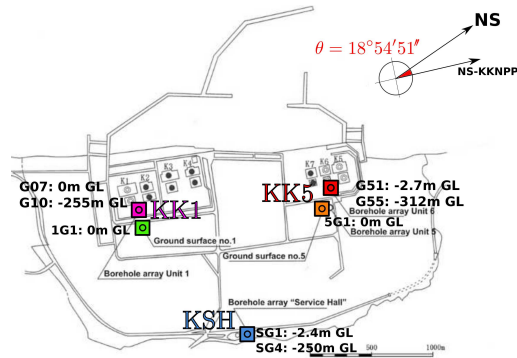 NS
θ = 18°54′51″
NS-KKNPP
K1
K2
K3
K4
K7
K6
K5
G07: 0m GL
G10: -255m GL
KK1
1G1: 0m GL
KK5
G51: -2.7m GL
G55: -312m GL
Borehole array Unit 6
5G1: 0m GL
Borehole array Unit 5
Ground surface no.1
Ground surface no.5
Borehole array Unit 1
Borehole array "Service Hall"
KSH
SG1: -2.4m GL
SG4: -250m GL
500
1000m